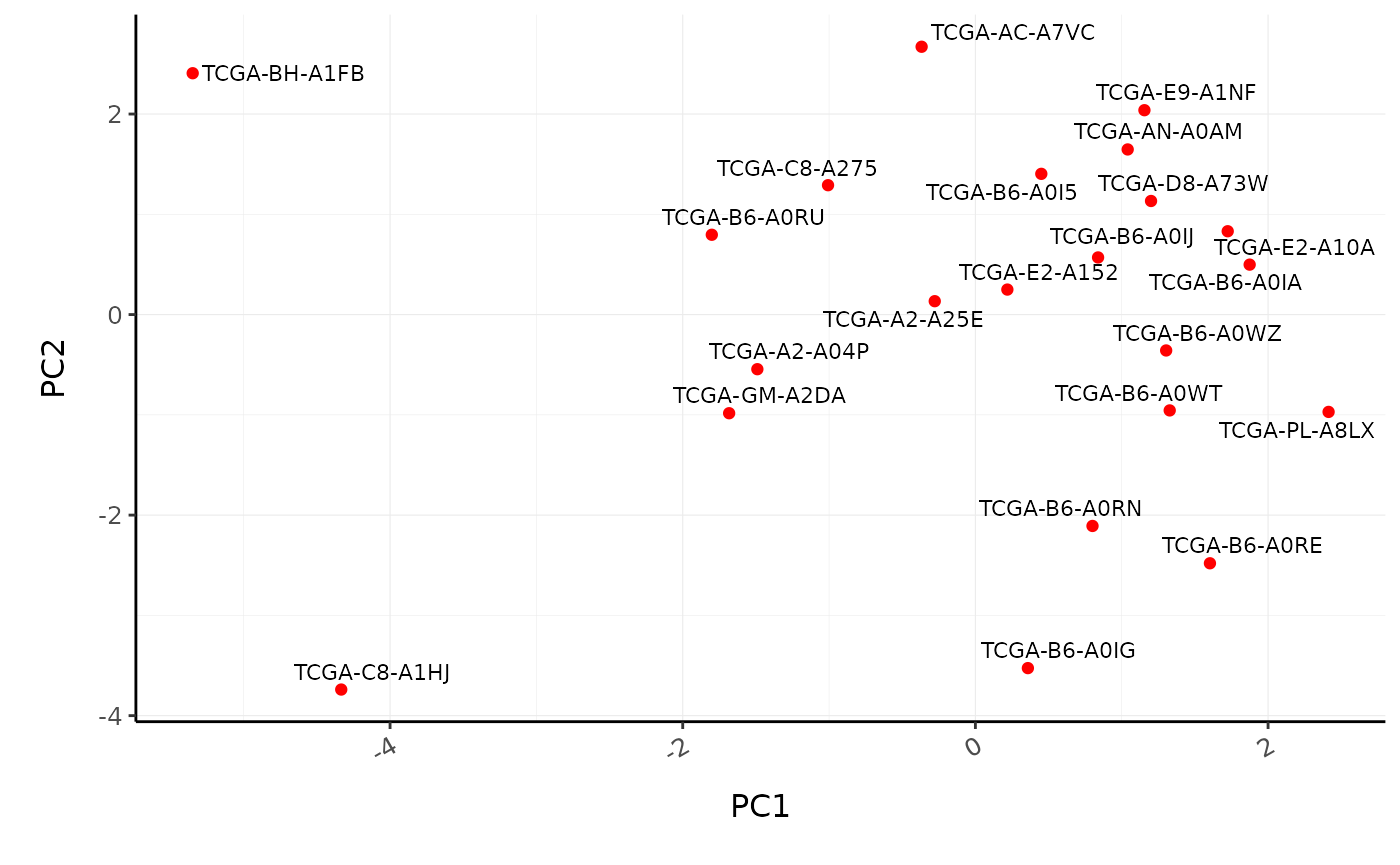 TCGA-AC-A7VC
TCGA-BH-A1FB
TCGA-E9-A1NF
2
TCGA-AN-A0AM
TCGA-C8-A275
TCGA-B6-A0I5
TCGA-D8-A73W
TCGA-B6-A0RU
TCGA-B6-A0IJ
TCGA-E2-A10A
TCGA-E2-A152
TCGA-B6-A0IA
0
TCGA-A2-A25E
TCGA-B6-A0WZ
TCGA-A2-A04P
PC2
TCGA-GM-A2DA
TCGA-B6-A0WT
TCGA-PL-A8LX
-2
TCGA-B6-A0RN
TCGA-B6-A0RE
TCGA-B6-A0IG
TCGA-C8-A1HJ
-4
-4
-2
0
2
PC1